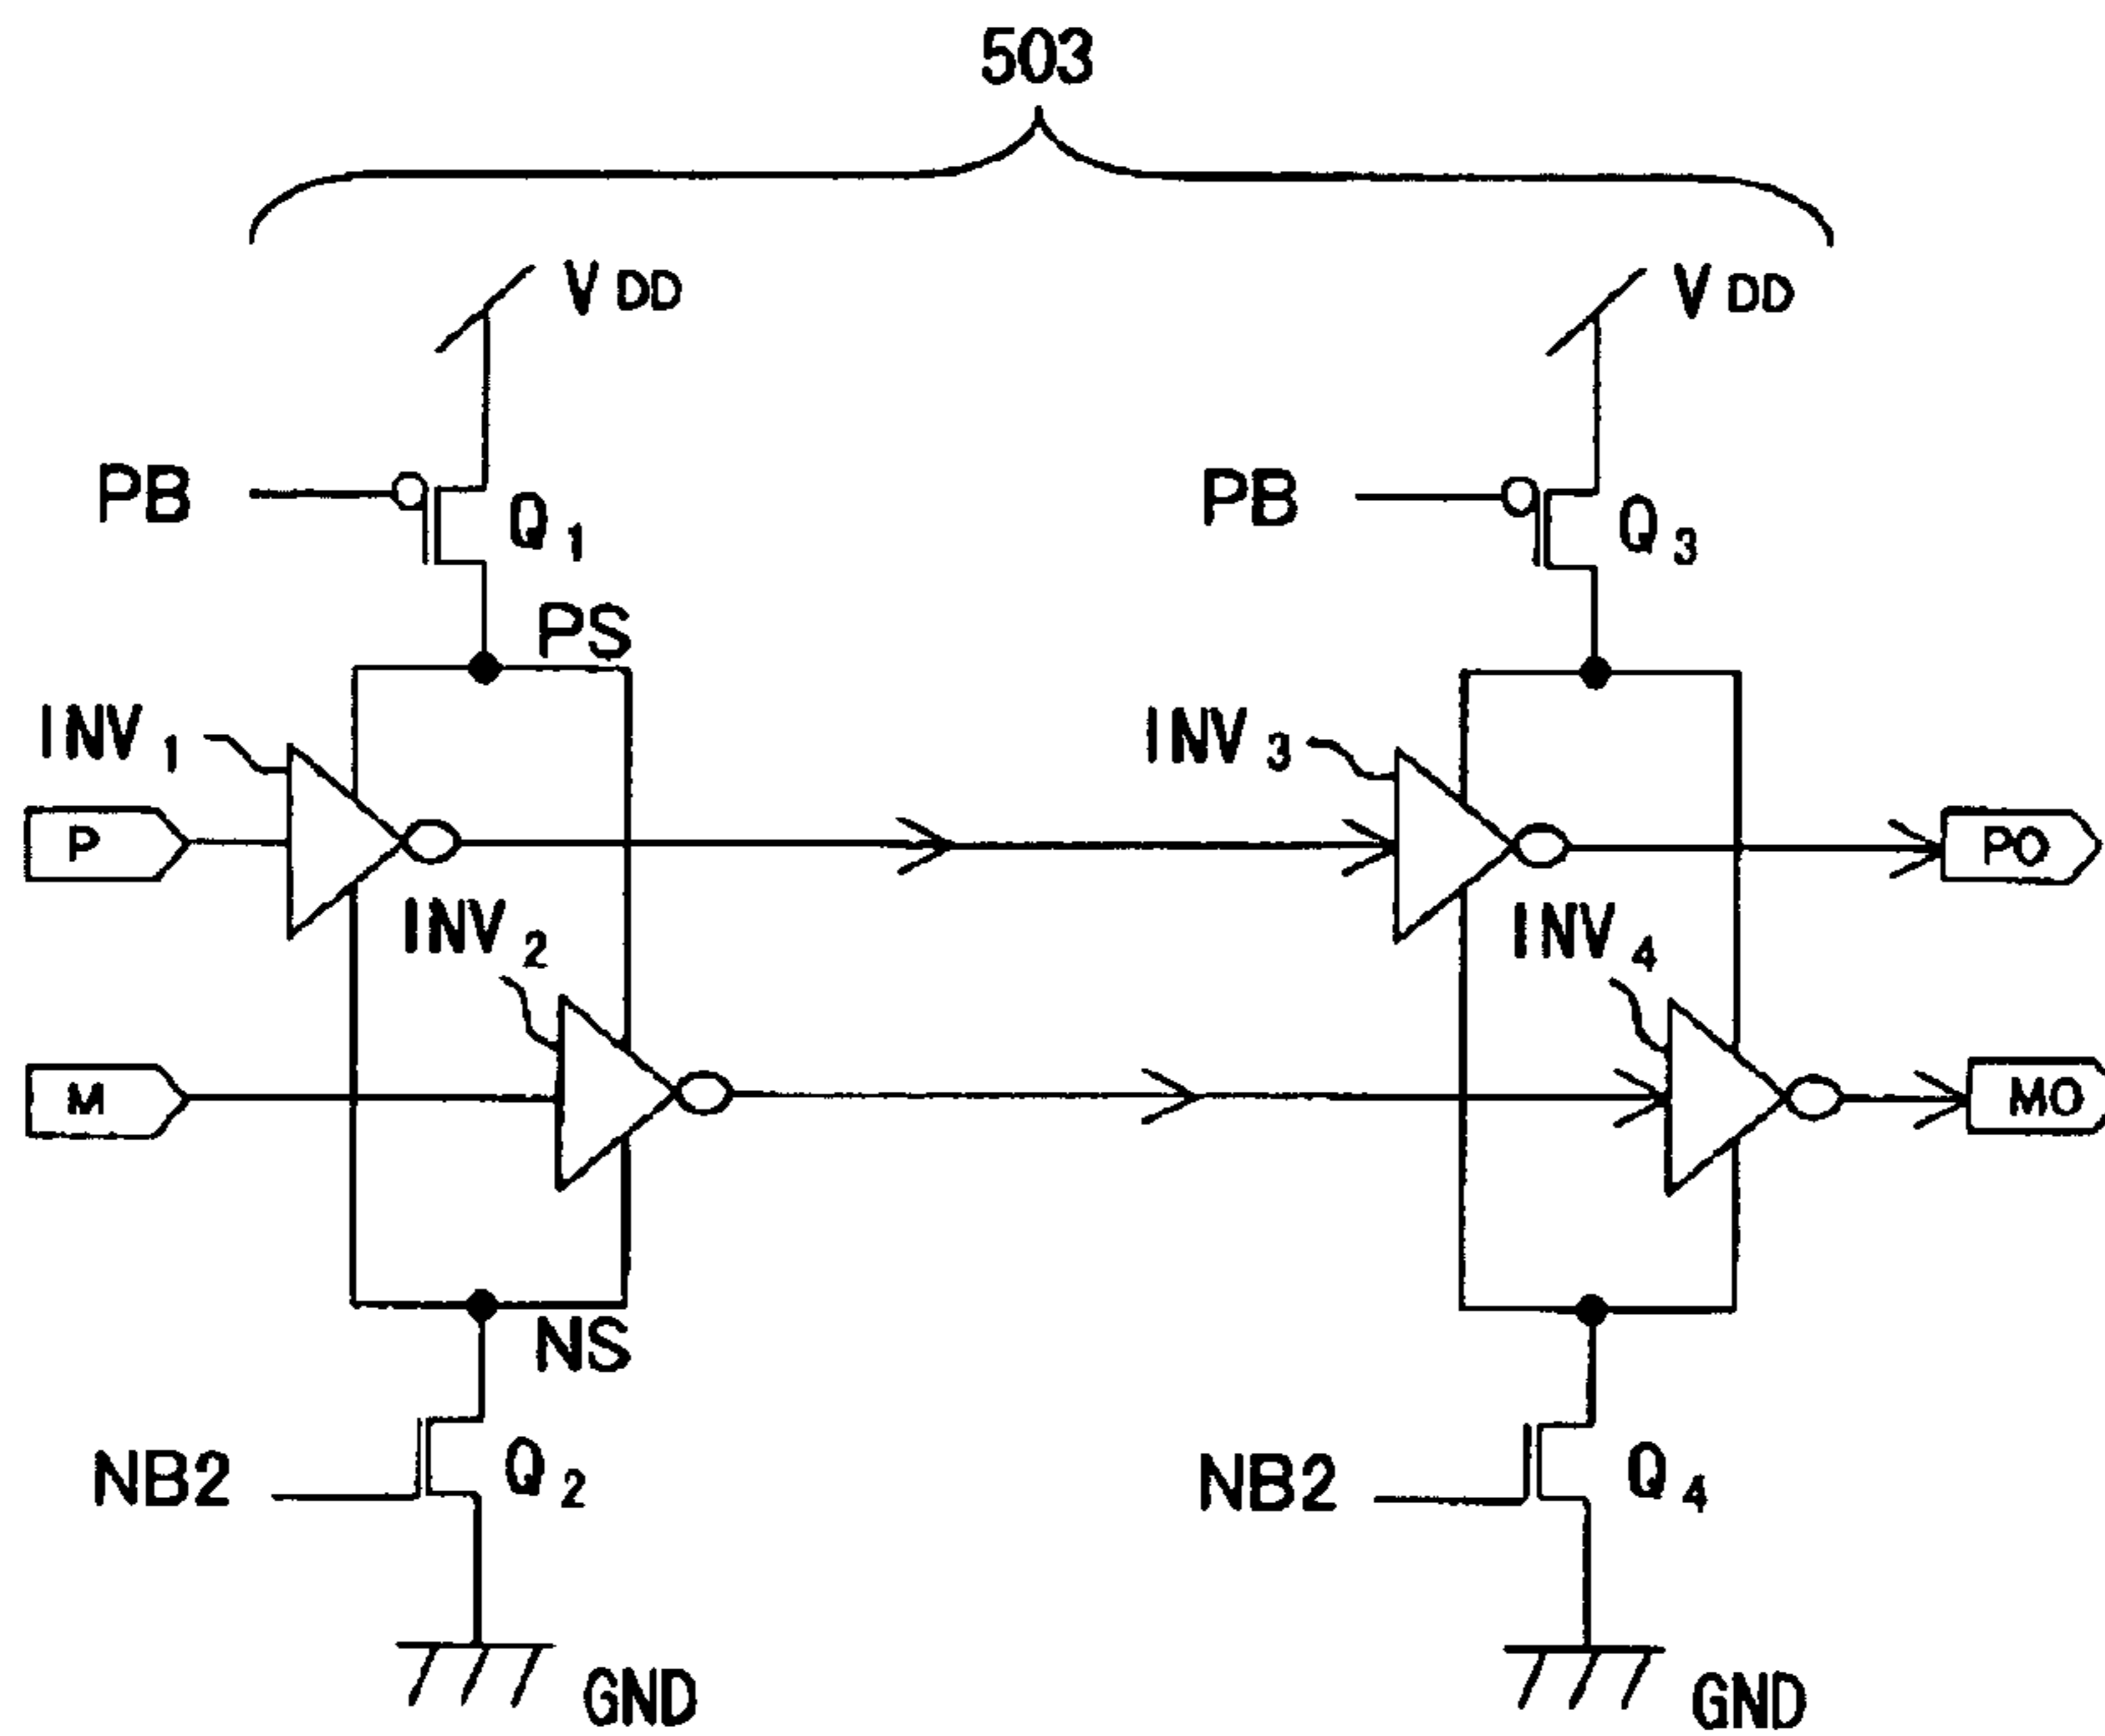 503
VDD
VDD
PB
Q1
PB
Q3
PS
INV1
INV3
P
PO
INV2
INV4
M
MO
NS
NB2
Q2
NB2
Q4
GND
GND